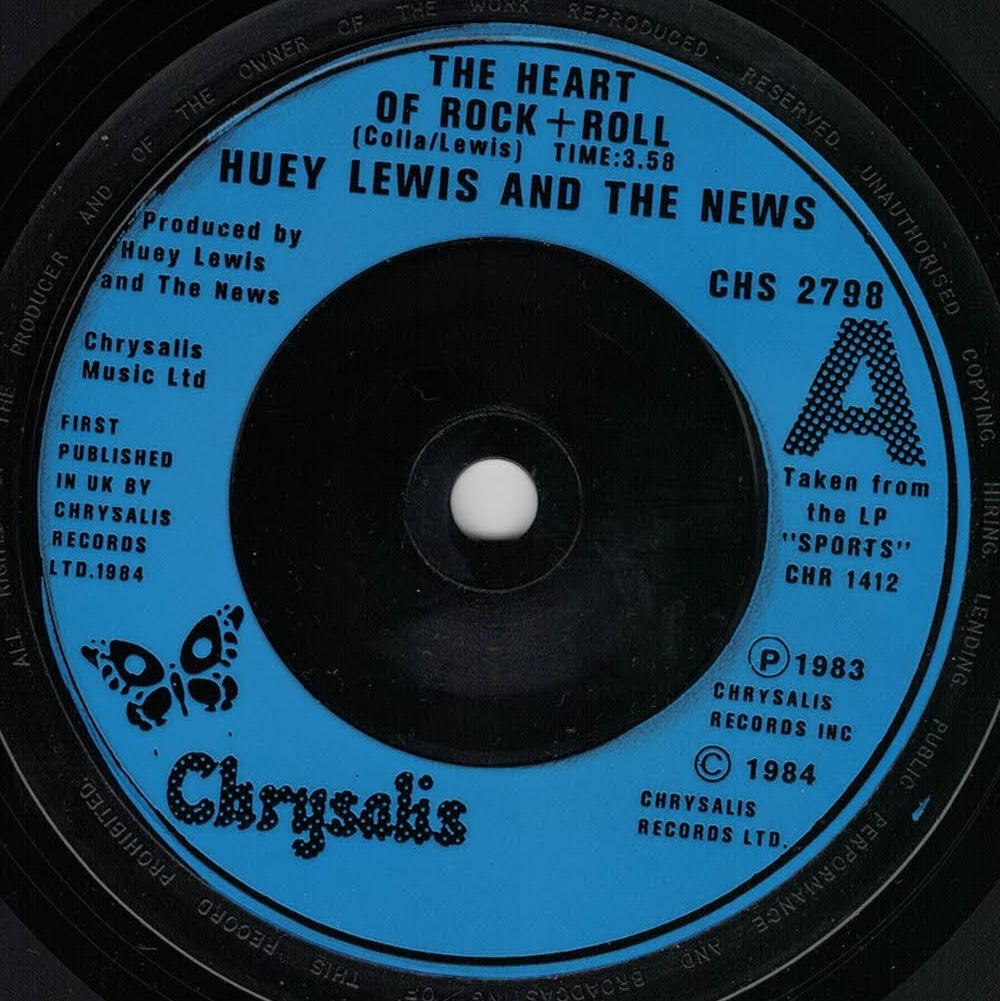 THE HEART
OF ROCK + ROLL
(Colla/Lewis) TIME:3.58
HUEY LEWIS AND THE NEWS
Produced by
Huey Lewis
and The News
Chrysalis
Music Ltd
FIRST
PUBLISHED
IN UK BY
CHRYSALIS
RECORDS
LTD.1984
CHS 2798
A
Taken from
the LP
"SPORTS"
CHR 1412
Ⓟ 1983
CHRYSALIS
RECORDS INC
© 1984
CHRYSALIS
RECORDS LTD.
Chrysalis
ALL RIGHTS OF THE PRODUCER AND OF THE OWNER OF THE WORK REPRODUCED RESERVED. UNAUTHORISED COPYING. HIRING. LENDING. PUBLIC PERFORMANCE AND BROADCASTING OF THIS RECORD PROHIBITED.